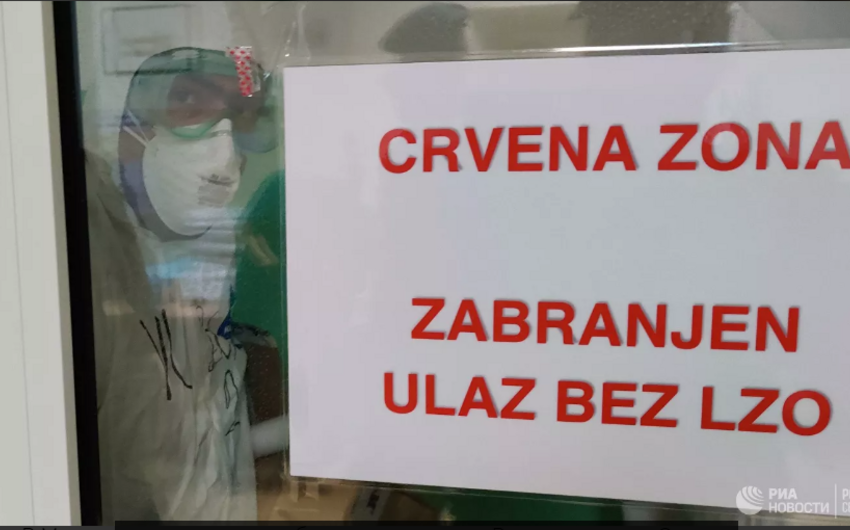 CRVENA ZONA
ZABRANJEN
ULAZ BEZ LZO
РИА
НОВОСТИ